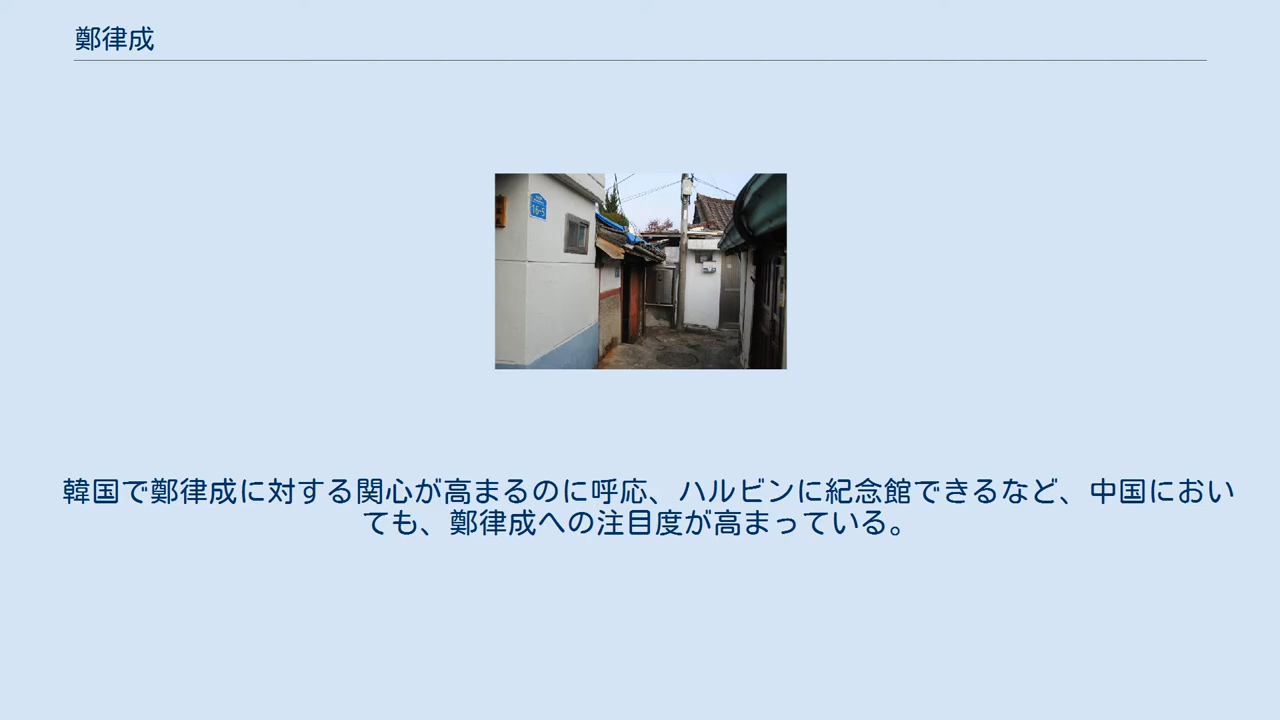 鄭律成
16-5
韓国で鄭律成に対する関心が高まるのに呼応、ハルビンに紀念館できるなど、中国におい
ても、鄭律成への注目度が高まっている。